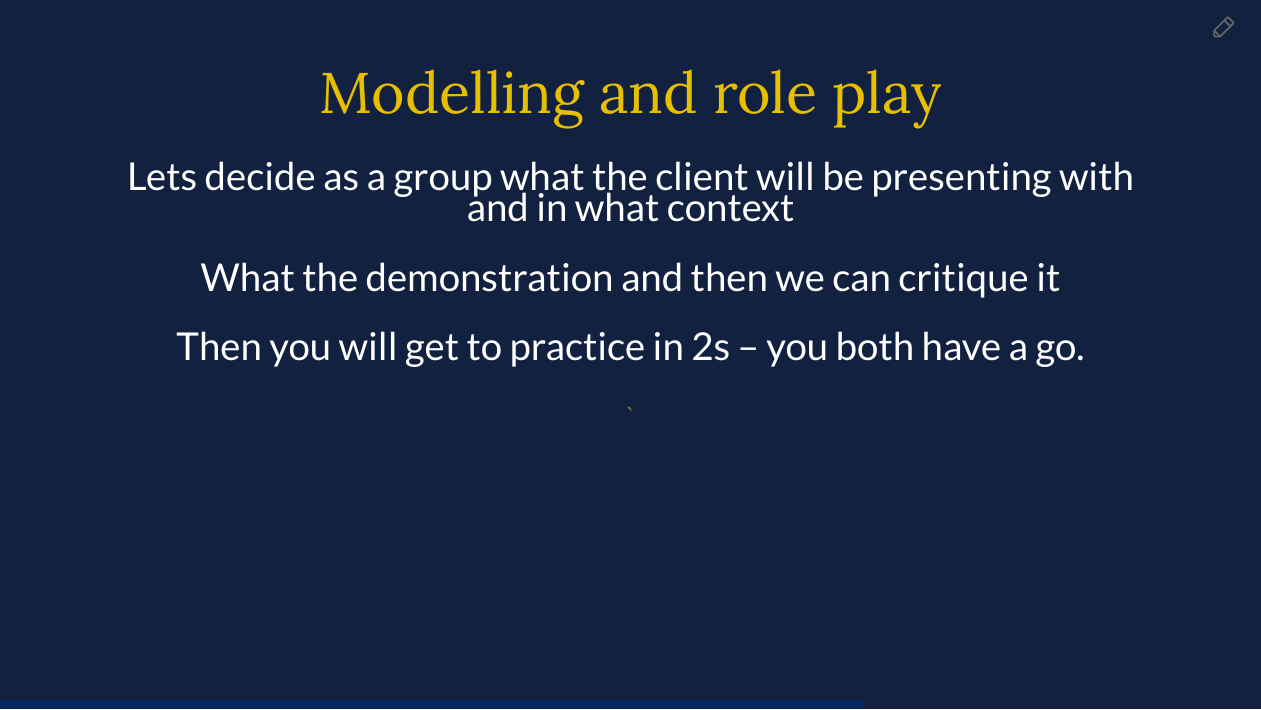 Modelling and role play
Lets decide as a group what the client will be presenting with
and in what context
What the demonstration and then we can critique it
Then you will get to practice in 2s – you both have a go.
`